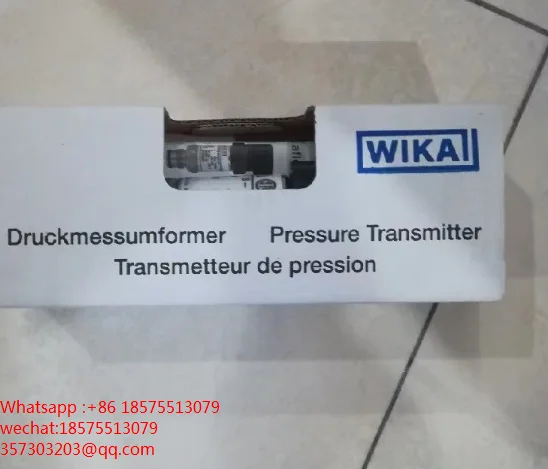 WIKA
Druckmessumformer Pressure Transmitter
Transmetteur de pression
Whatsapp :+86 18575513079
wechat:18575513079
357303203@qq.com